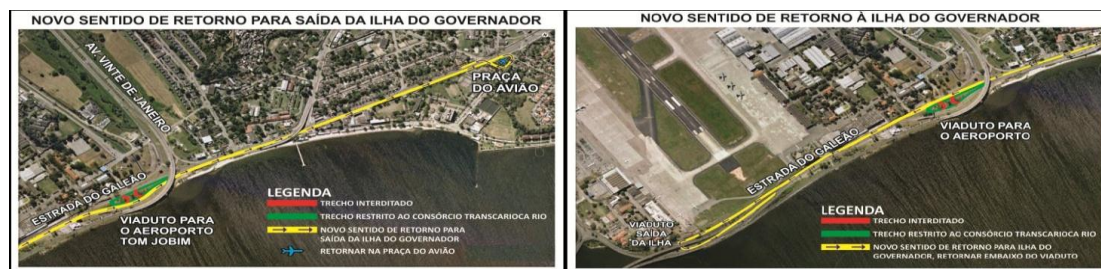 NOVO SENTIDO DE RETORNO PARA SAÍDA DA ILHA DO GOVERNADOR
AV. VINTE DE JANEIRO
PRAÇA
DO AVIÃO
ESTRADA DO GALEÃO
VIADUTO PARA
O AEROPORTO
TOM JOBIM
LEGENDA
TRECHO INTERDITADO
TRECHO RESTRITO AO CONSÓRCIO TRANSCARIOCA RIO
NOVO SENTIDO DE RETORNO PARA
SAÍDA DA ILHA DO GOVERNADOR
RETORNAR NA PRAÇA DO AVIÃO
NOVO SENTIDO DE RETORNO À ILHA DO GOVERNADOR
VIADUTO PARA
O AEROPORTO
ESTRADA DO GALEÃO
VIADUTO
SAÍDA
DA ILHA
LEGENDA
TRECHO INTERDITADO
TRECHO RESTRITO AO CONSÓRCIO TRANSCARIOCA RIO
NOVO SENTIDO DE RETORNO PARA ILHA DO
GOVERNADOR, RETORNAR EMBAIXO DO VIADUTO